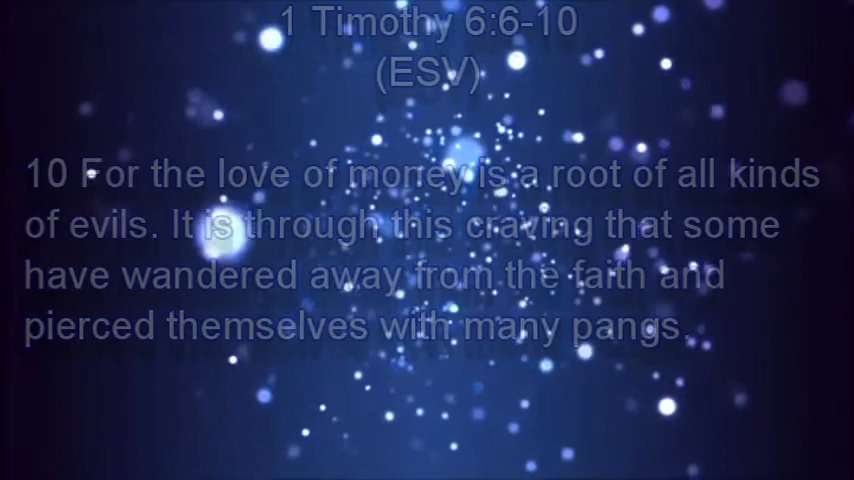 1 Timothy 6:6-10
(ESV)
10 For the love of money is a root of all kinds
of evils. It is through this craving that some
have wandered away from the faith and
pierced themselves with many pangs.